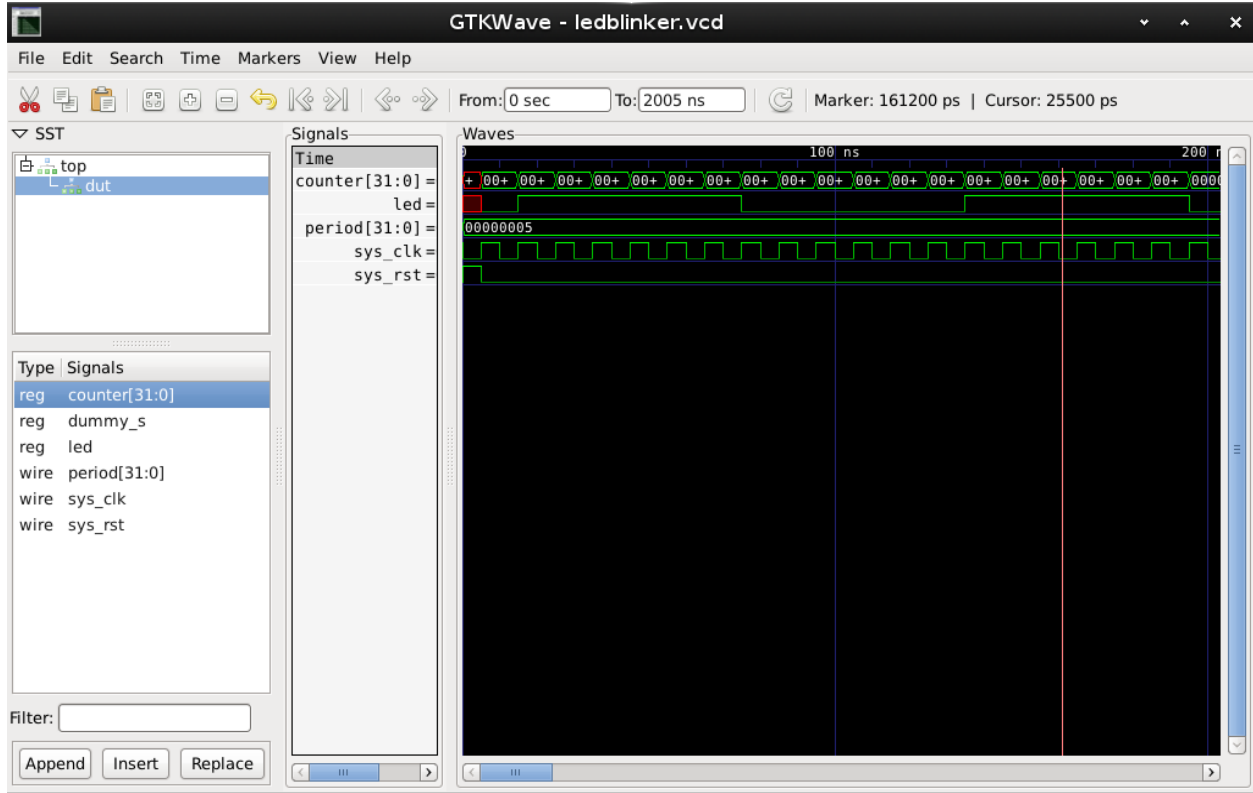 GTKWave - ledblinker.vcd
File Edit Search Time Markers View Help
From: 0 sec To: 2005 ns Marker: 161200 ps | Cursor: 25500 ps
SST
top
dut
Type Signals
reg counter[31:0]
reg dummy_s
reg led
wire period[31:0]
wire sys_clk
wire sys_rst
Filter:
Append Insert Replace
Signals
Time
counter[31:0] =
led =
period[31:0] =
sys_clk =
sys_rst =
Waves
0 100 ns 200 n
+ 00+ 00+ 00+ 00+ 00+ 00+ 00+ 00+ 00+ 00+ 00+ 00+ 00+ 00+ 00+ 00+ 00+ 00+ 00+ 0000
00000005